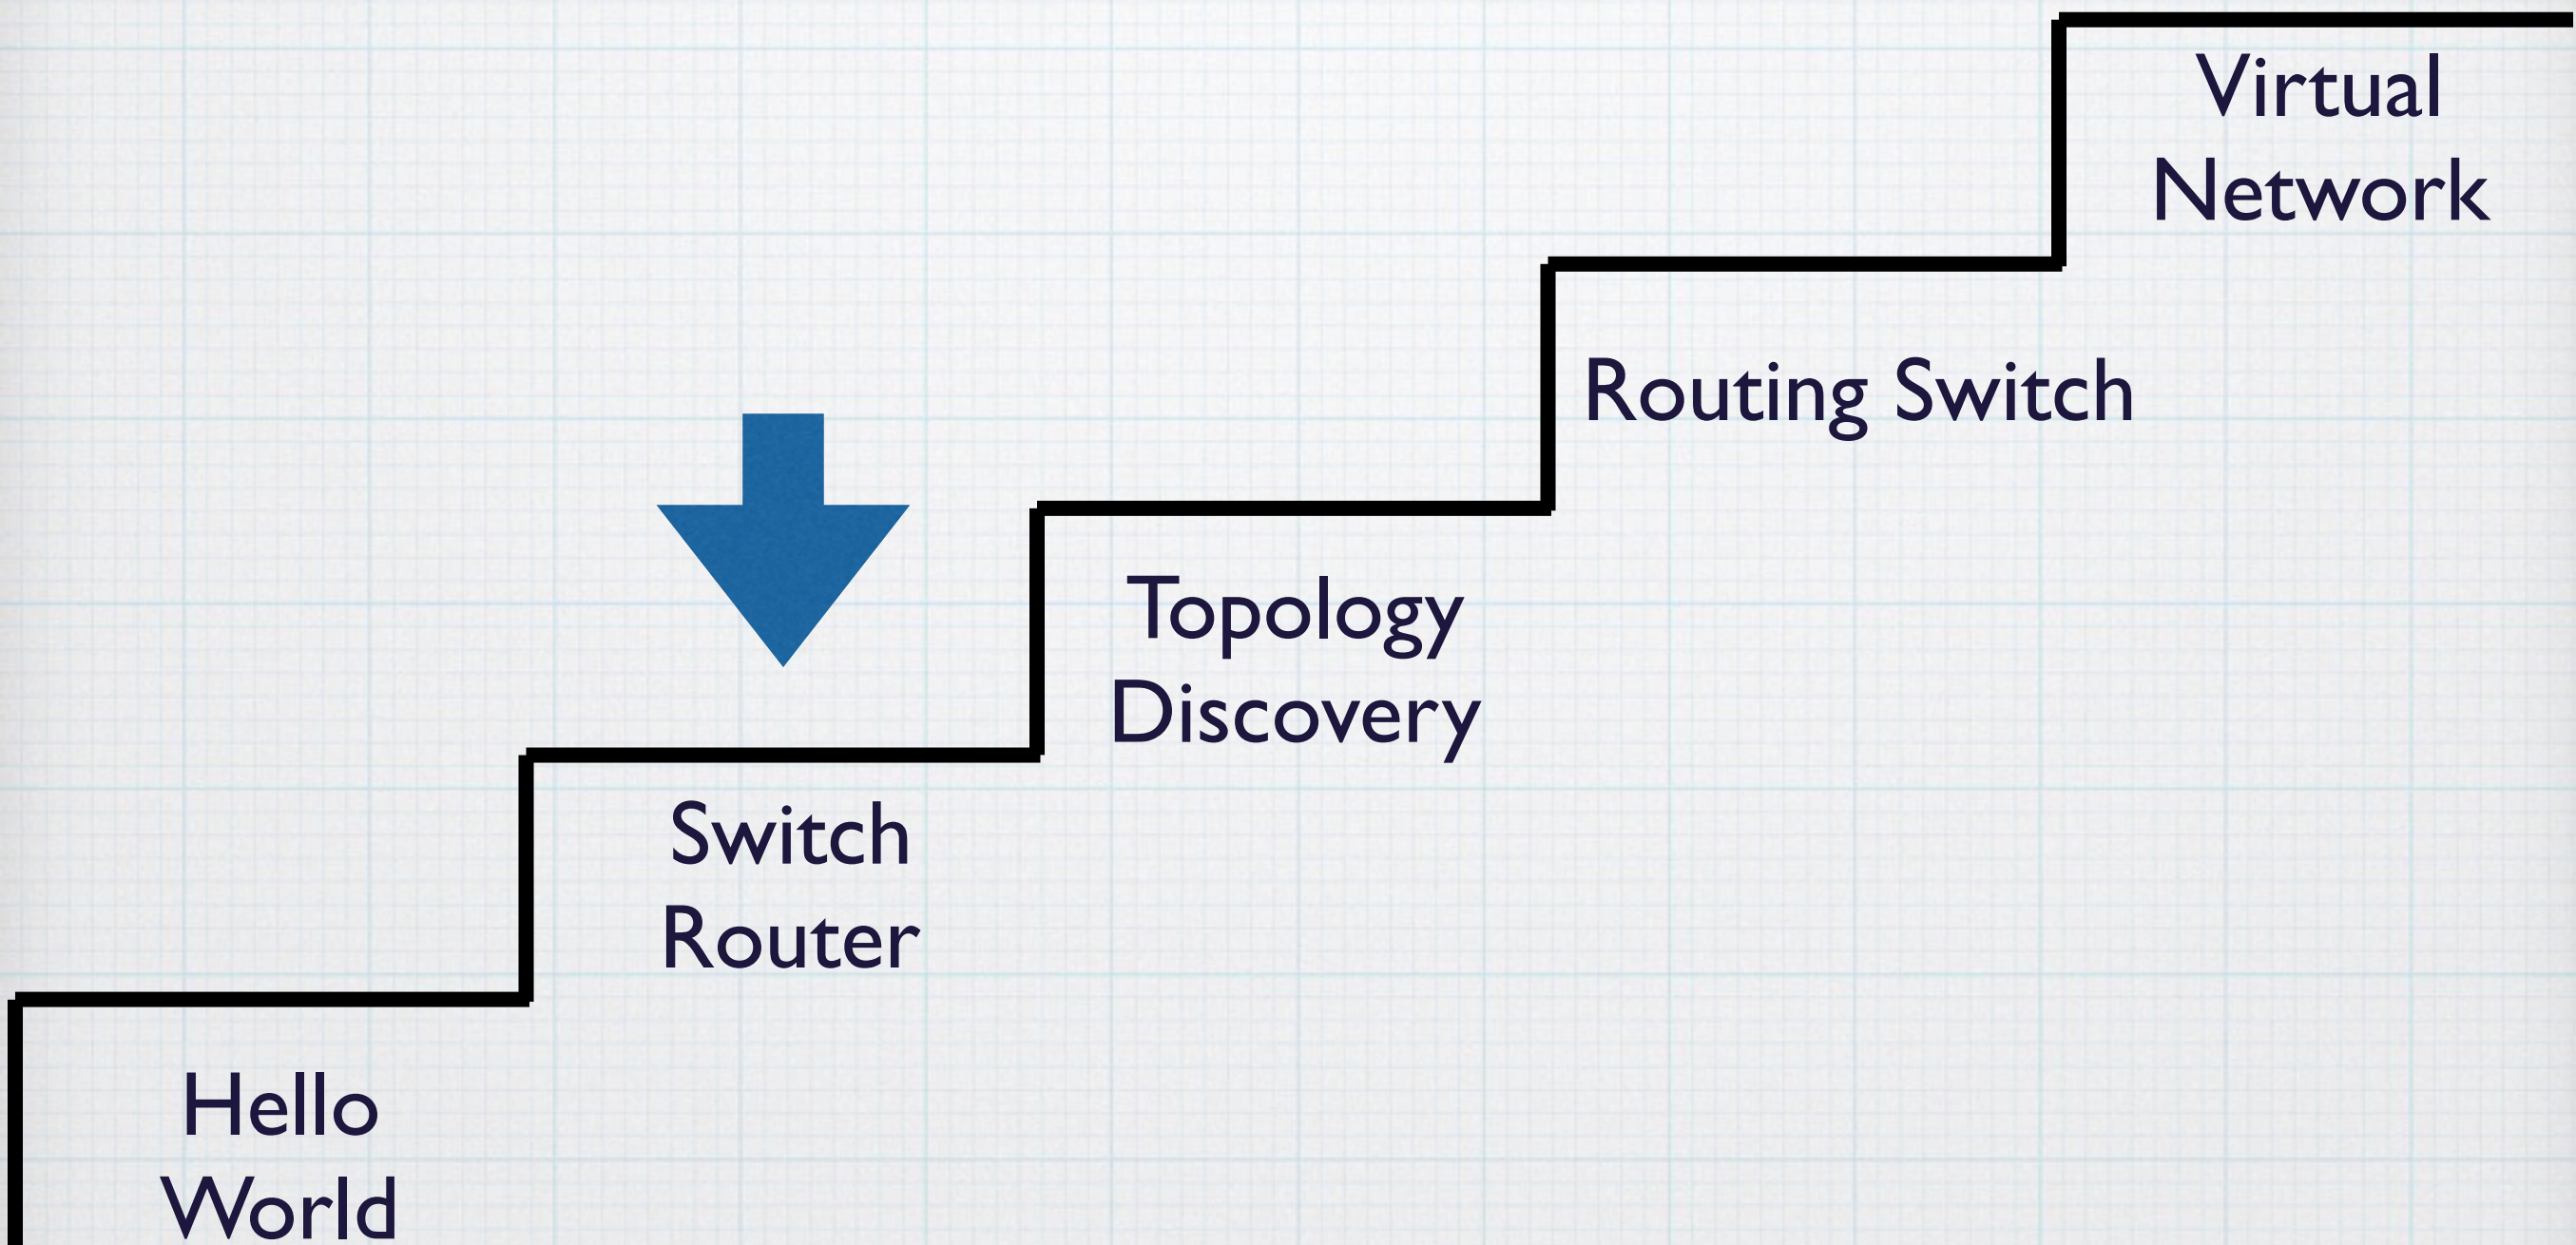 Virtual
Network
Routing Switch
Topology
Discovery
Switch
Router
Hello
World